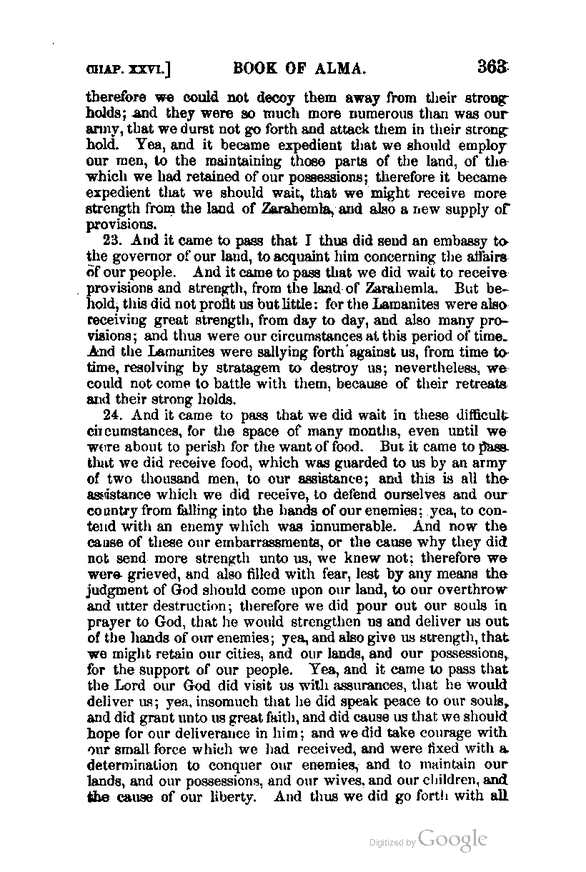 CHAP. XXVI.] BOOK OF ALMA. 363
therefore we could not decoy them away from their strong
holds; and they were so much more numerous than was our
army, that we durst not go forth and attack them in their strong
hold. Yea, and it became expedient that we should employ
our men, to the maintaining those parts of the land, of the
which we had retained of our possessions; therefore it became
expedient that we should wait, that we might receive more
strength from the land of Zarahemla, and also a new supply of
provisions.
23. And it came to pass that I thus did send an embassy to
the governor of our land, to acquaint him concerning the affairs
of our people. And it came to pass that we did wait to receive
provisions and strength, from the land of Zarahemla. But be-
hold, this did not profit us but little: for the Lamanites were also
receiving great strength, from day to day, and also many pro-
visions; and thus were our circumstances at this period of time.
And the Lamanites were sallying forth against us, from time to
time, resolving by stratagem to destroy us; nevertheless, we
could not come to battle with them, because of their retreats
and their strong holds.
24. And it came to pass that we did wait in these difficult
circumstances, for the space of many months, even until we
were about to perish for the want of food. But it came to pass
that we did receive food, which was guarded to us by an army
of two thousand men, to our assistance; and this is all the
assistance which we did receive, to defend ourselves and our
country from falling into the hands of our enemies; yea, to con-
tend with an enemy which was innumerable. And now the
cause of these our embarrassments, or the cause why they did
not send more strength unto us, we knew not; therefore we
were grieved, and also filled with fear, lest by any means the
judgment of God should come upon our land, to our overthrow
and utter destruction; therefore we did pour out our souls in
prayer to God, that he would strengthen us and deliver us out
of the hands of our enemies; yea, and also give us strength, that
we might retain our cities, and our lands, and our possessions,
for the support of our people. Yea, and it came to pass that
the Lord our God did visit us with assurances, that he would
deliver us; yea, insomuch that he did speak peace to our souls,
and did grant unto us great faith, and did cause us that we should
hope for our deliverance in him; and we did take courage with
our small force which we had received, and were fixed with a
determination to conquer our enemies, and to maintain our
lands, and our possessions, and our wives, and our children, and
the cause of our liberty. And thus we did go forth with all
Digitized by Google